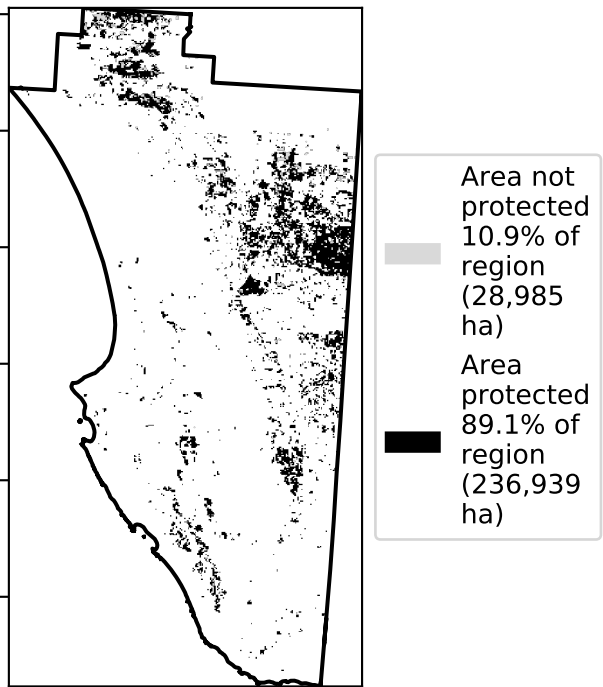 Area not
protected
10.9% of
region
(28,985
ha)
Area
protected
89.1% of
region
(236,939
ha)